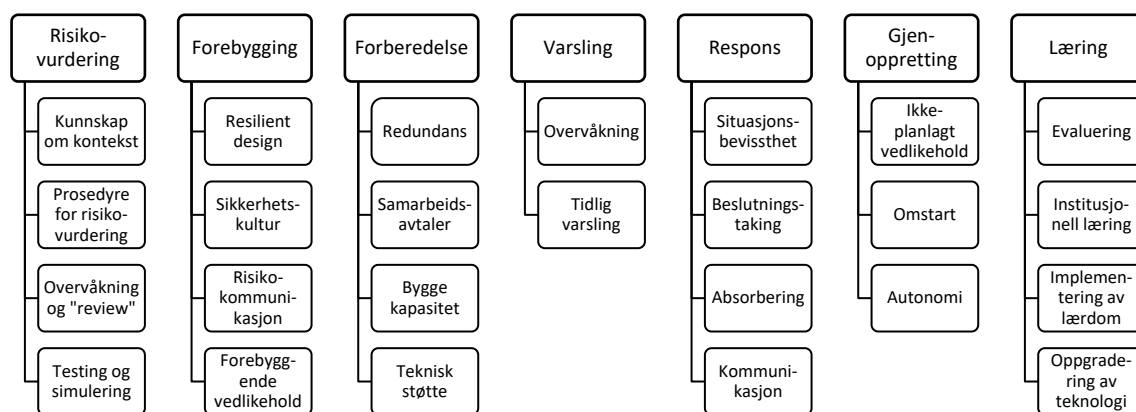 Risiko-
vurdering
Kunnskap
om kontekst
Prosedyre
for risiko-
vurdering
Overvåkning
og "review"
Testing og
simulering
Forebygging
Resilient
design
Sikkerhets-
kultur
Risiko-
kommuni-
kasjon
Forebygg-
ende
vedlikehold
Forberedelse
Redundans
Samarbeids-
avtaler
Bygge
kapasitet
Teknisk
støtte
Varsling
Overvåkning
Tidlig
varsling
Respons
Situasjons-
bevissthet
Beslutnings-
taking
Absorbering
Kommuni-
kasjon
Gjen-
oppretting
Ikke-
planlagt
vedlikehold
Omstart
Autonomi
Læring
Evaluering
Institusjo-
nell læring
Implemen-
tering av
lærdom
Oppgrade-
ring av
teknologi